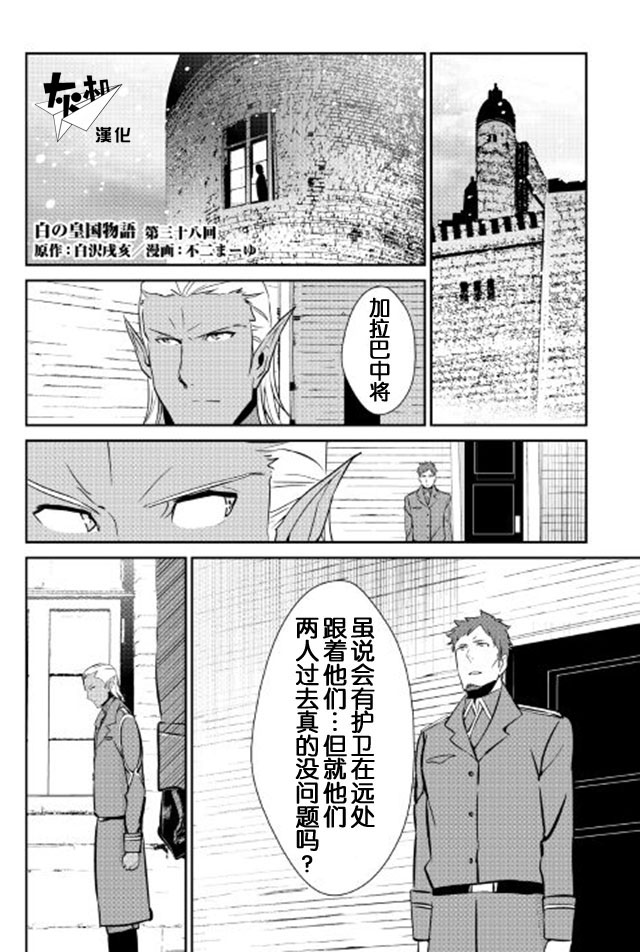 大灰机
漢化
白の皇国物語 第三十八回
原作：白沢戌亥／漫画：不二まーゆ
加拉巴中将
虽说会有护卫在远处
跟着他们…但就他们
两人过去真的没问题吗？